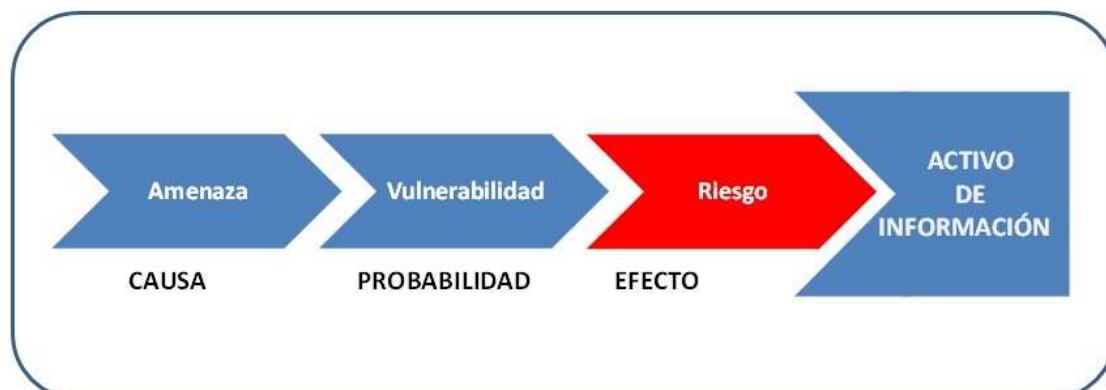 Amenaza
Vulnerabilidad
Riesgo
ACTIVO
DE
INFORMACIÓN
CAUSA
PROBABILIDAD
EFECTO